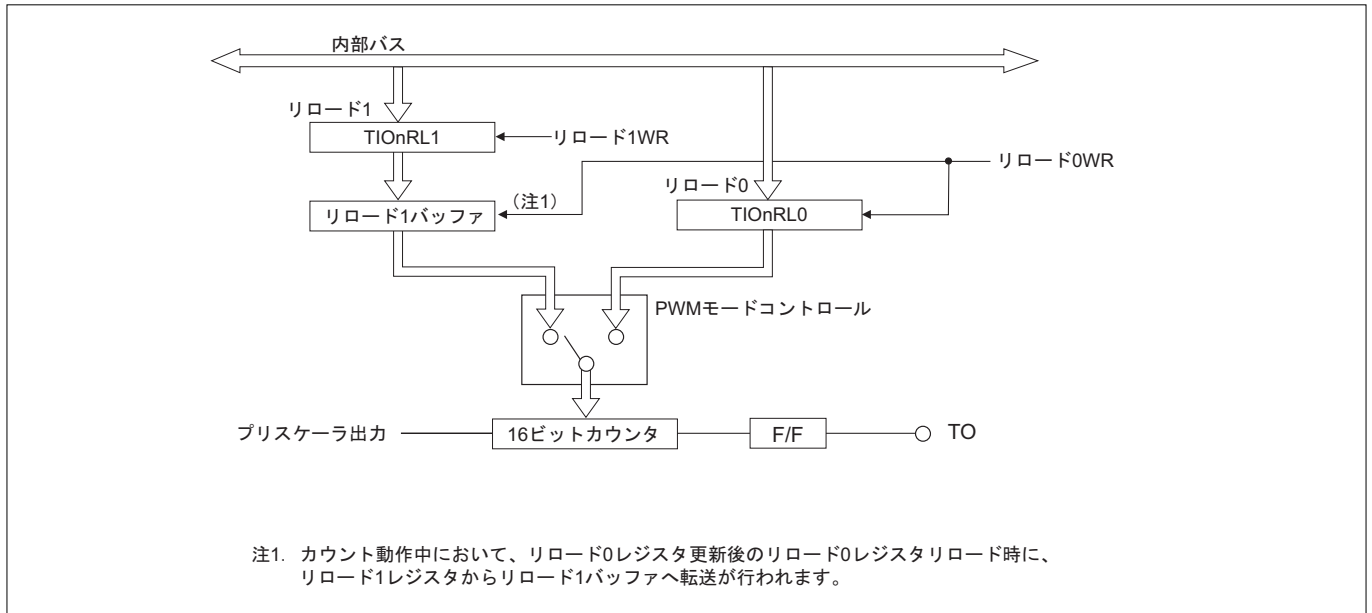 内部バス
リロード1
TIOnRL1
リロード1WR
リロード0WR
リロード0
(注1)
リロード1バッファ
TIOnRL0
PWMモードコントロール
プリスケーラ出力
16ビットカウンタ
F/F
TO
注1. カウント動作中において、リロード0レジスタ更新後のリロード0レジスタリロード時に、
リロード1レジスタからリロード1バッファへ転送が行われます。